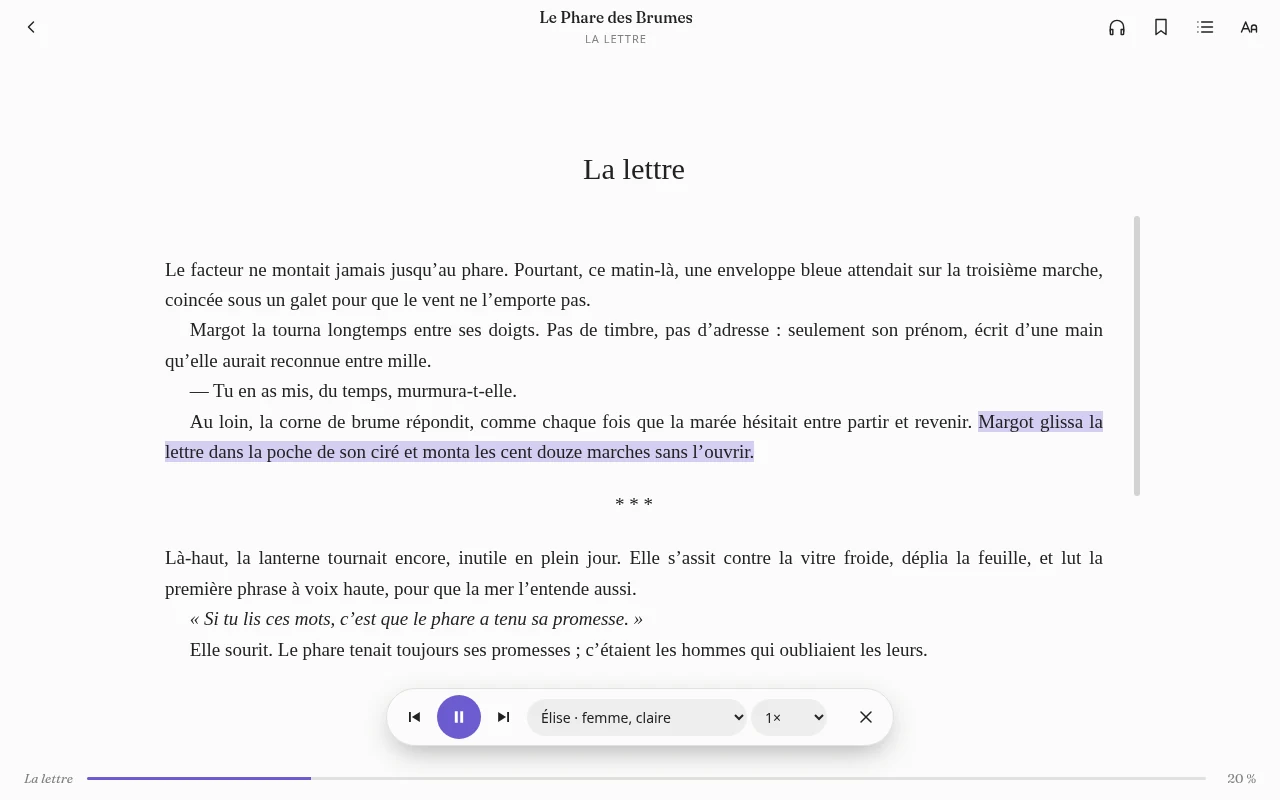 Le Phare des Brumes
LA LETTRE
La lettre
Le facteur ne montait jamais jusqu’au phare. Pourtant, ce matin-là, une enveloppe bleue attendait sur la troisième marche,
coincée sous un galet pour que le vent ne l’emporte pas.
Margot la tourna longtemps entre ses doigts. Pas de timbre, pas d’adresse : seulement son prénom, écrit d’une main
qu’elle aurait reconnue entre mille.
— Tu en as mis, du temps, murmura-t-elle.
Au loin, la corne de brume répondit, comme chaque fois que la marée hésitait entre partir et revenir. Margot glissa la
lettre dans la poche de son ciré et monta les cent douze marches sans l’ouvrir.
* * *
Là-haut, la lanterne tournait encore, inutile en plein jour. Elle s’assit contre la vitre froide, déplia la feuille, et lut la
première phrase à voix haute, pour que la mer l’entende aussi.
« Si tu lis ces mots, c’est que le phare a tenu sa promesse. »
Elle sourit. Le phare tenait toujours ses promesses ; c’étaient les hommes qui oubliaient les leurs.
Élise · femme, claire 1×
La lettre 20 %